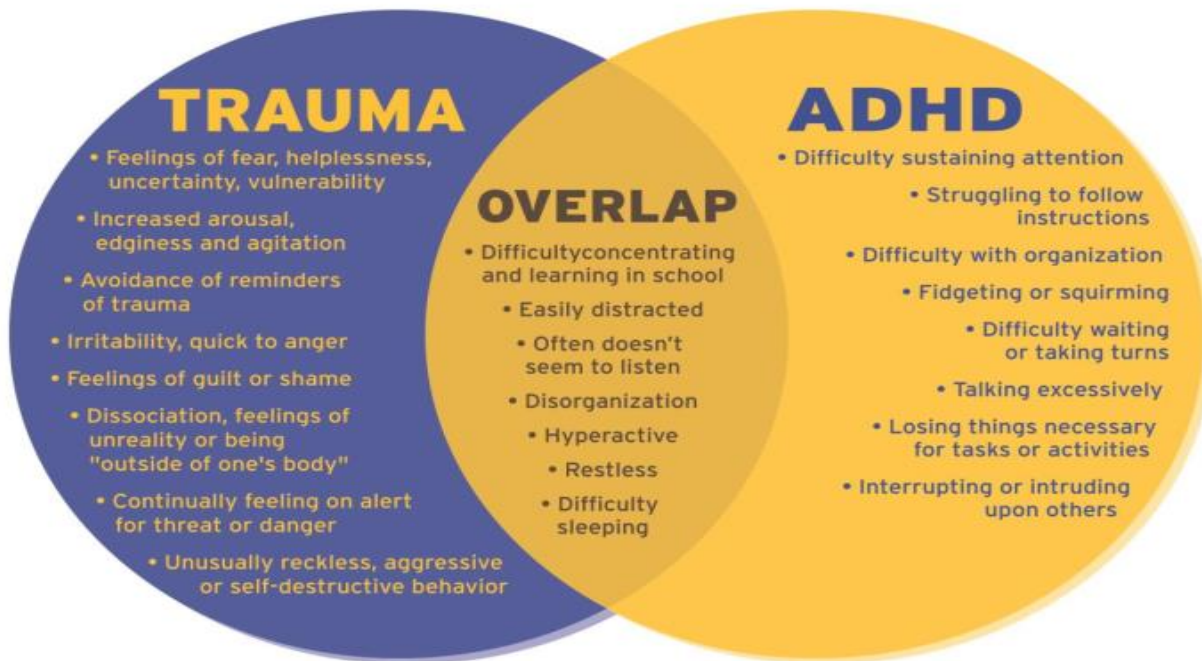 TRAUMA
• Feelings of fear, helplessness,
uncertainty, vulnerability
• Increased arousal,
edginess and agitation
• Avoidance of reminders
of trauma
• Irritability, quick to anger
• Feelings of guilt or shame
• Dissociation, feelings of
unreality or being
"outside of one's body"
• Continually feeling on alert
for threat or danger
• Unusually reckless, aggressive
or self-destructive behavior
OVERLAP
• Difficultyconcentrating
and learning in school
• Easily distracted
• Often doesn't
seem to listen
• Disorganization
• Hyperactive
• Restless
• Difficulty
sleeping
ADHD
• Difficulty sustaining attention
• Struggling to follow
instructions
• Difficulty with organization
• Fidgeting or squirming
• Difficulty waiting
or taking turns
• Talking excessively
• Losing things necessary
for tasks or activities
• Interrupting or intruding
upon others